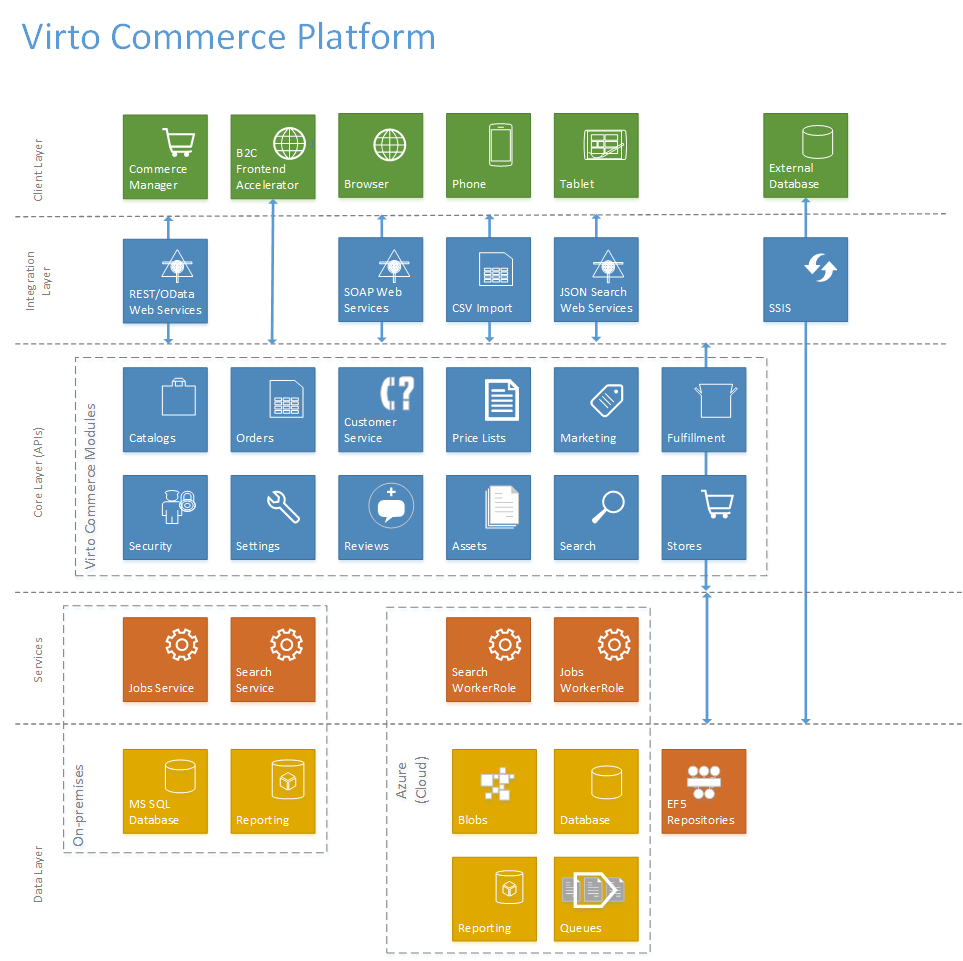 Virto Commerce Platform
Client Layer
Commerce
Manager
B2C
Frontend
Accelerator
Browser
Phone
Tablet
External
Database
Integration
Layer
REST/OData
Web Services
SOAP Web
Services
CSV Import
JSON Search
Web Services
SSIS
Core Layer (APIs)
Virto Commerce Modules
Catalogs
Orders
Customer
Service
Price Lists
Marketing
Fulfillment
Security
Settings
Reviews
Assets
Search
Stores
Services
Jobs Service
Search
Service
Search
WorkerRole
Jobs
WorkerRole
Data Layer
On-premises
MS SQL
Database
Reporting
Azure
(Cloud)
Blobs
Database
EF5
Repositories
Reporting
Queues